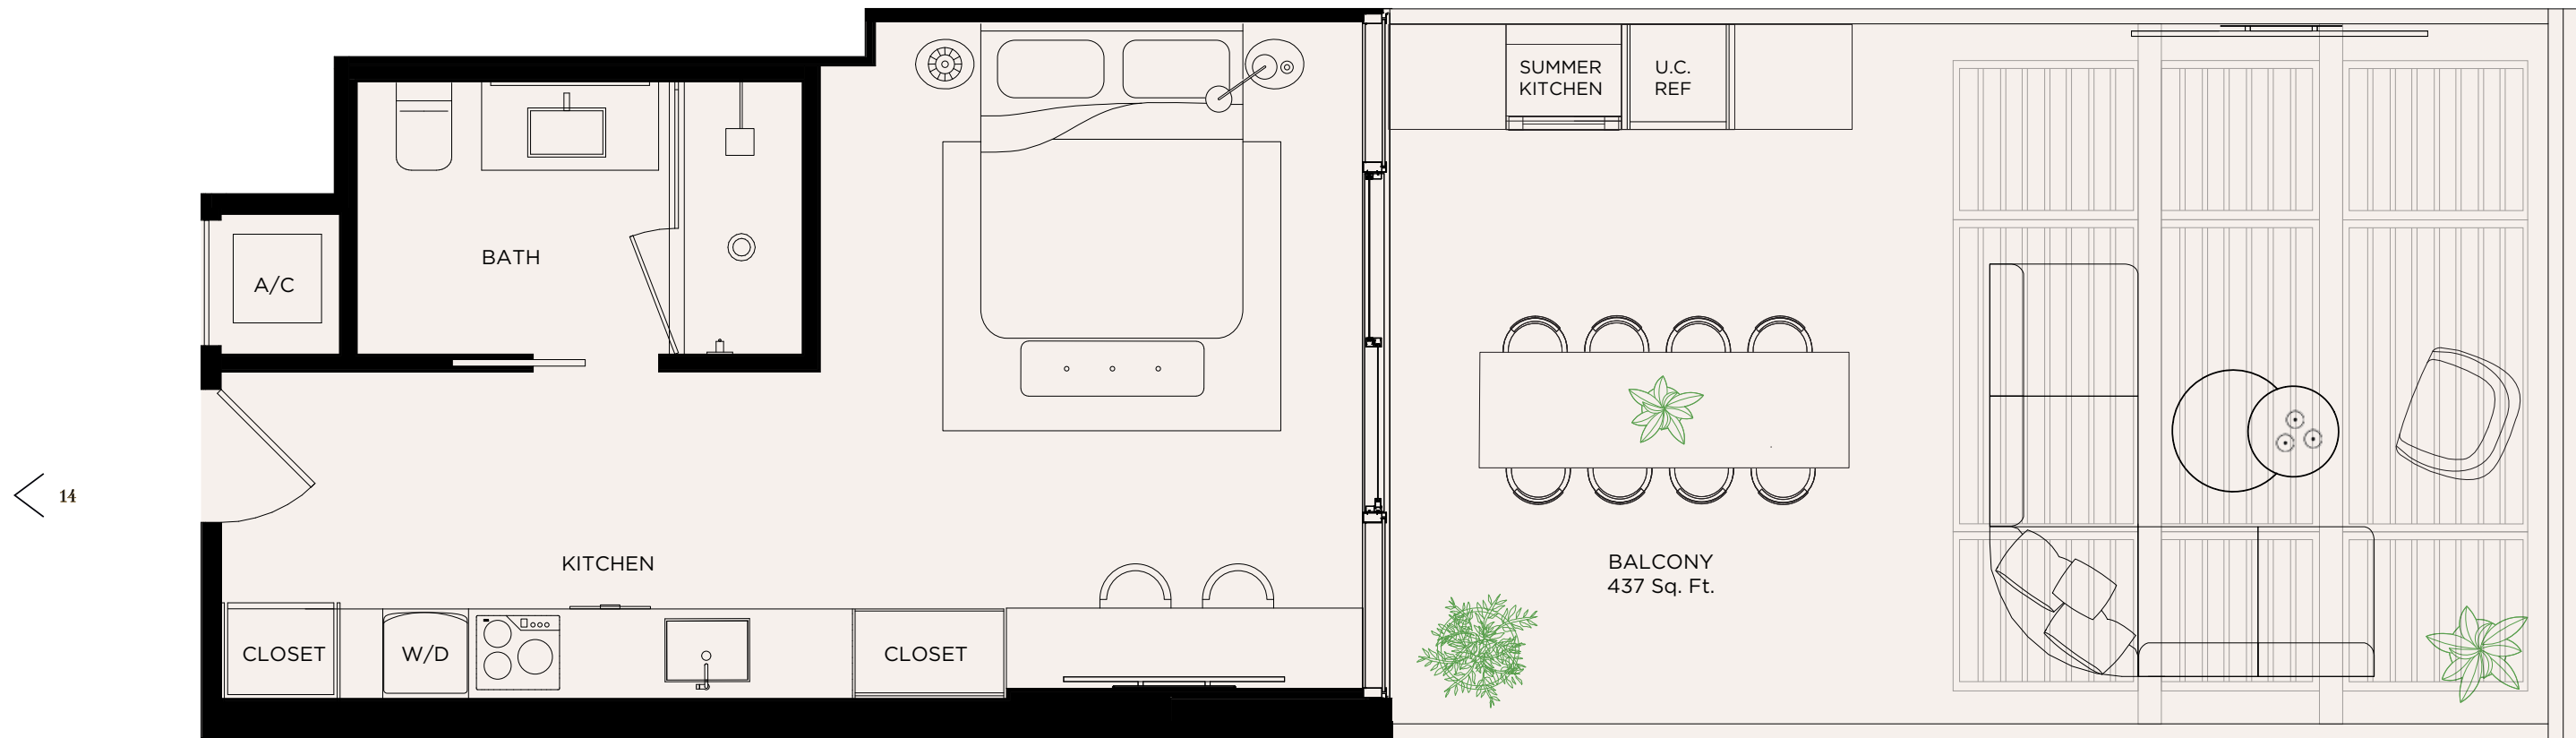 SUMMER
KITCHEN
U.C.
REF
BATH
A/C
14
KITCHEN
BALCONY
437 Sq. Ft.
CLOSET
W/D
CLOSET